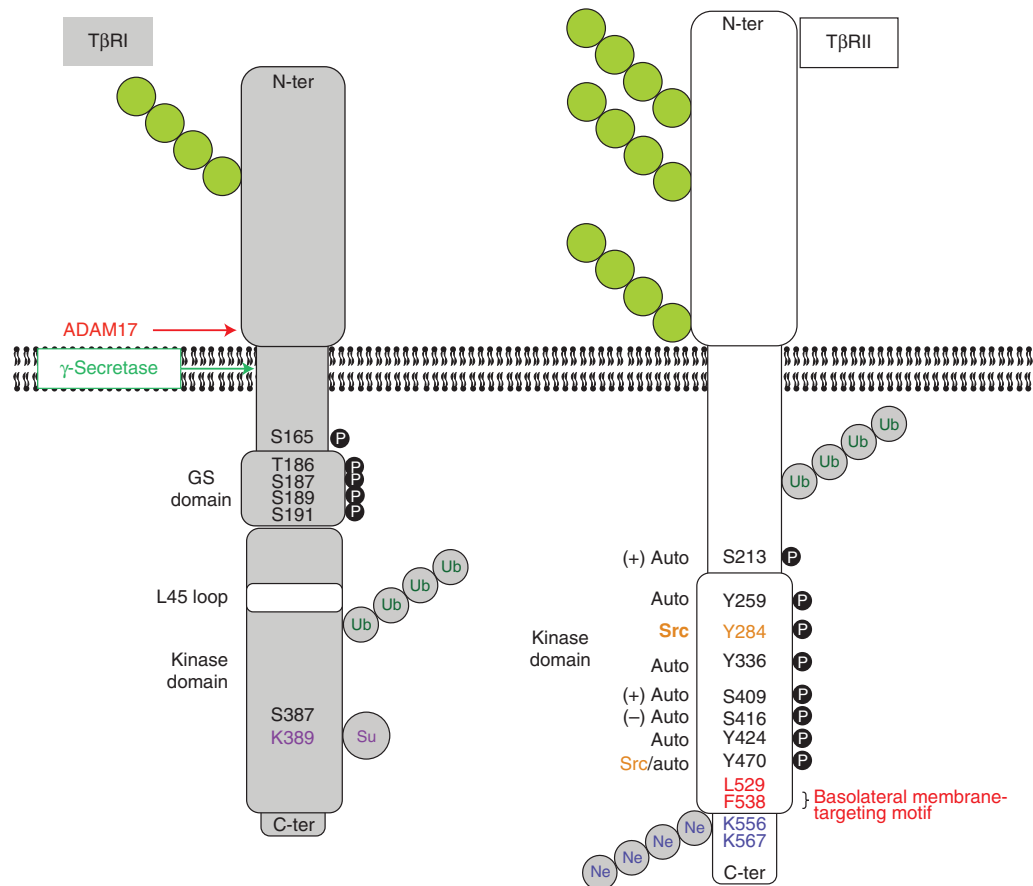 TβRI
N-ter
ADAM17
γ-Secretase
S165 P
GS
domain
T186 P
S187 P
S189 P
S191 P
L45 loop
Ub Ub Ub Ub
Kinase
domain
S387
K389 Su
C-ter
N-ter
TβRII
Ub Ub Ub Ub
(+) Auto S213 P
Kinase
domain
Auto Y259 P
Src Y284 P
Auto Y336 P
(+) Auto S409 P
(–) Auto S416 P
Auto Y424 P
Src/auto Y470 P
L529
F538
} Basolateral membrane-
targeting motif
K556
K567
Ne Ne Ne Ne
C-ter